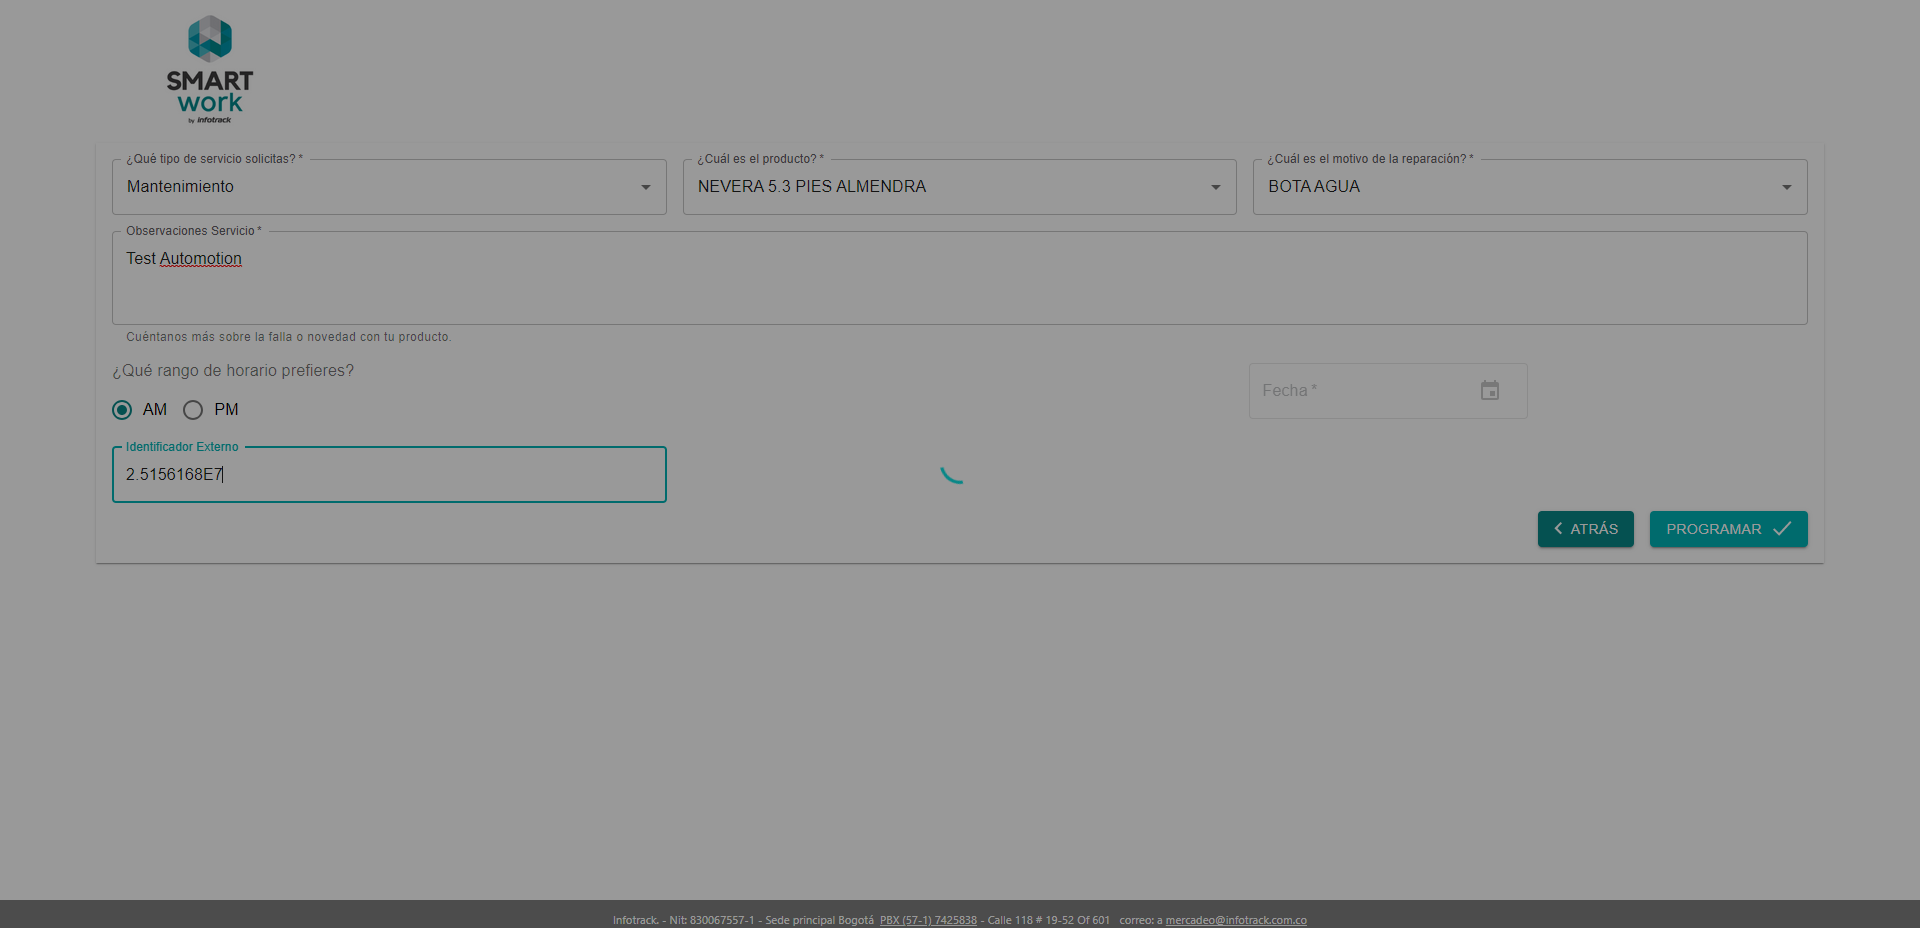 SMART
work
by infotrack
¿Qué tipo de servicio solicitas? *
Mantenimiento
¿Cuál es el producto? *
NEVERA 5.3 PIES ALMENDRA
¿Cuál es el motivo de la reparación? *
BOTA AGUA
Observaciones Servicio *
Test Automotion
Cuéntanos más sobre la falla o novedad con tu producto.
¿Qué rango de horario prefieres?
AM PM
Fecha *
Identificador Externo
2.5156168E7
ATRÁS
PROGRAMAR
Infotrack. - Nit: 830067557-1 - Sede principal Bogotá PBX (57-1) 7425838 - Calle 118 # 19-52 Of 601 correo: a mercadeo@infotrack.com.co